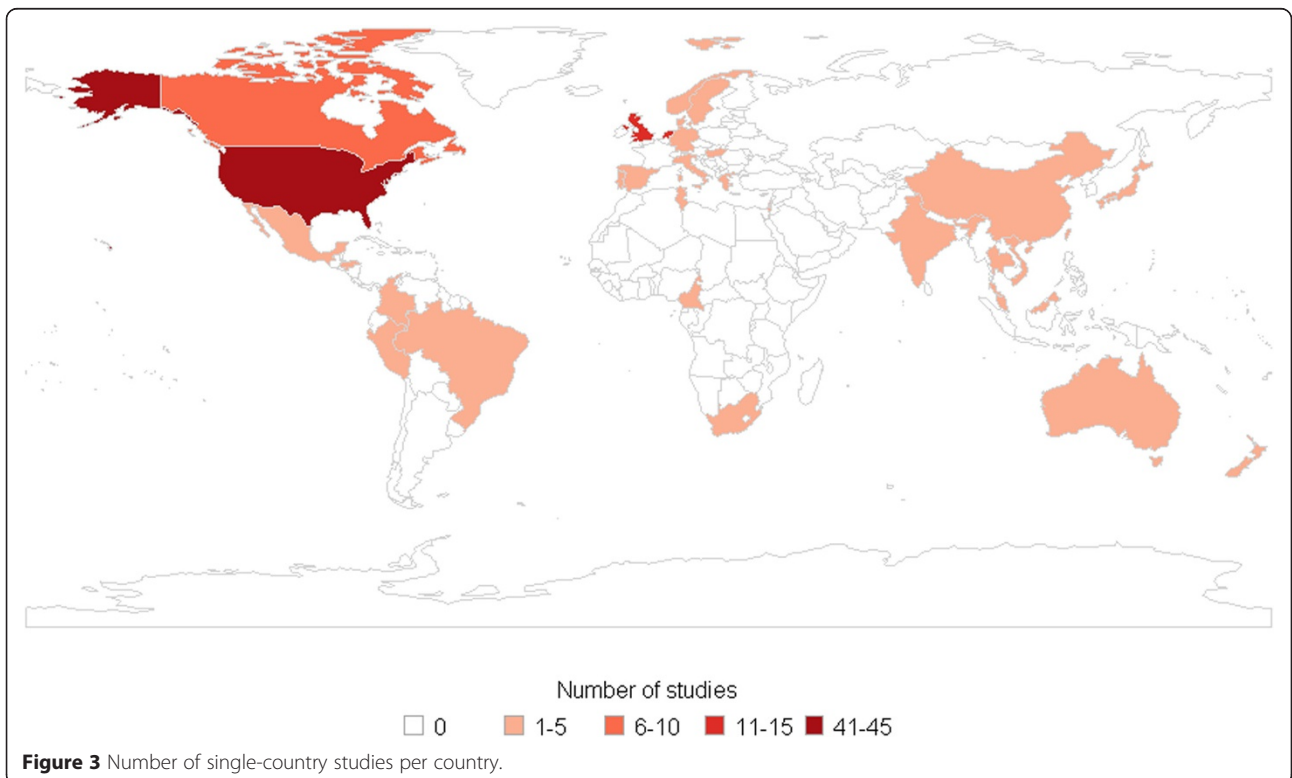 Number of studies
0 1-5 6-10 11-15 41-45
Figure 3 Number of single-country studies per country.